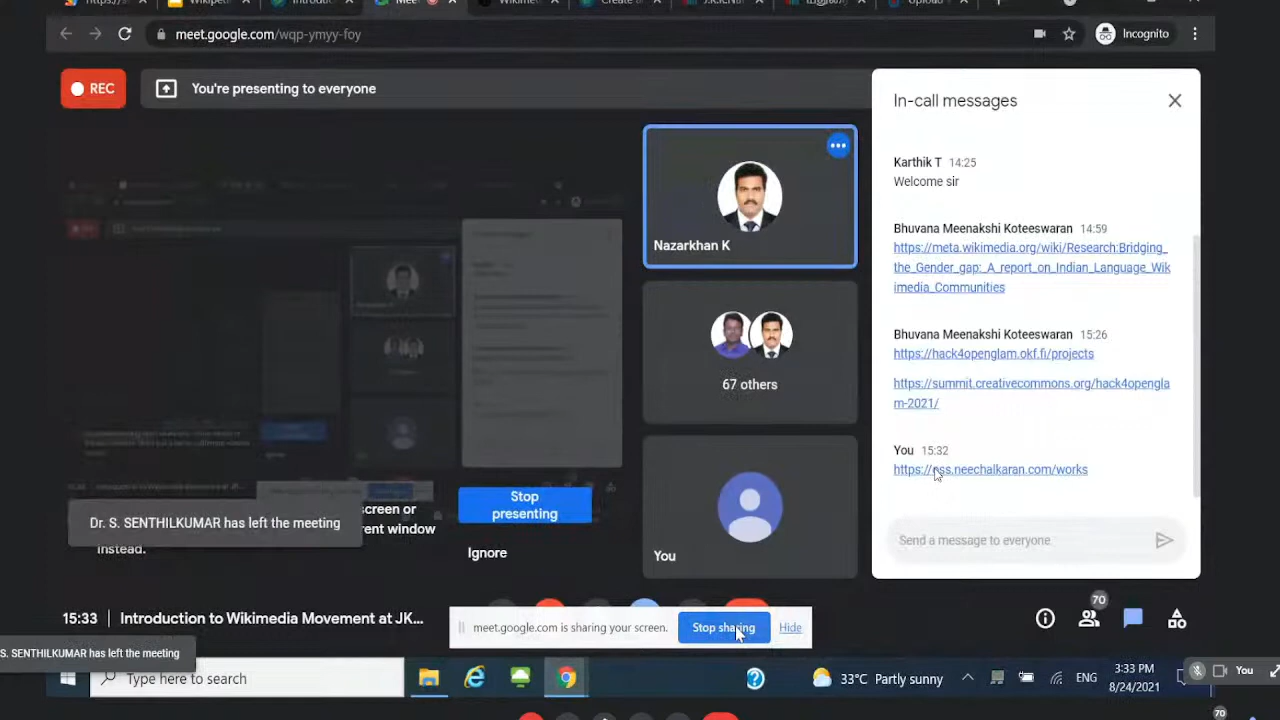 meet.google.com/wqp-ymyy-foy
Incognito
REC
You're presenting to everyone
In-call messages
Karthik T 14:25
Welcome sir
Bhuvana Meenakshi Koteeswaran 14:59
https://meta.wikimedia.org/wiki/Research:Bridging_
the_Gender_gap:_A_report_on_Indian_Language_Wik
imedia_Communities
Bhuvana Meenakshi Koteeswaran 15:26
https://hack4openglam.okf.fi/projects
https://summit.creativecommons.org/hack4opengla
m-2021/
You 15:32
https://oss.neechalkaran.com/works
Send a message to everyone
Nazarkhan K
67 others
You
Stop
presenting
Ignore
screen or
rent window
instead.
Dr. S. SENTHILKUMAR has left the meeting
15:33 | Introduction to Wikimedia Movement at JK...
meet.google.com is sharing your screen.
Stop sharing
Hide
70
S. SENTHILKUMAR has left the meeting
Type here to search
33°C Partly sunny
ENG
3:33 PM
8/24/2021
You
70